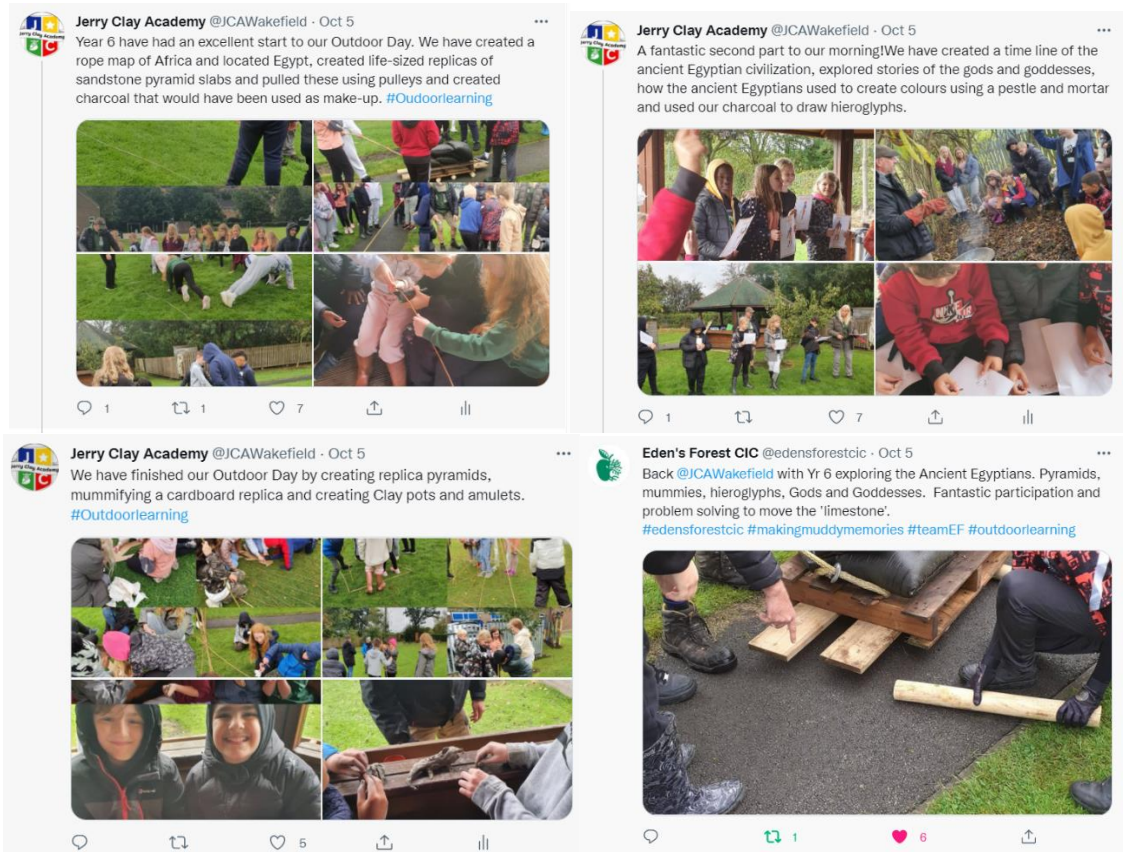 Jerry Clay Academy @JCAWakefield · Oct 5
Year 6 have had an excellent start to our Outdoor Day. We have created a
rope map of Africa and located Egypt, created life-sized replicas of
sandstone pyramid slabs and pulled these using pulleys and created
charcoal that would have been used as make-up. #Oudoorlearning
1 1 7
Jerry Clay Academy @JCAWakefield · Oct 5
A fantastic second part to our morning!We have created a time line of the
ancient Egyptian civilization, explored stories of the gods and goddesses,
how the ancient Egyptians used to create colours using a pestle and mortar
and used our charcoal to draw hieroglyphs.
1 7
Jerry Clay Academy @JCAWakefield · Oct 5
We have finished our Outdoor Day by creating replica pyramids,
mummifying a cardboard replica and creating Clay pots and amulets.
#Outdoorlearning
5
Eden's Forest CIC @edensforestcic · Oct 5
Back @JCAWakefield with Yr 6 exploring the Ancient Egyptians. Pyramids,
mummies, hieroglyphs, Gods and Goddesses. Fantastic participation and
problem solving to move the 'limestone'.
#edensforestcic #makingmuddymemories #teamEF #outdoorlearning
1 6